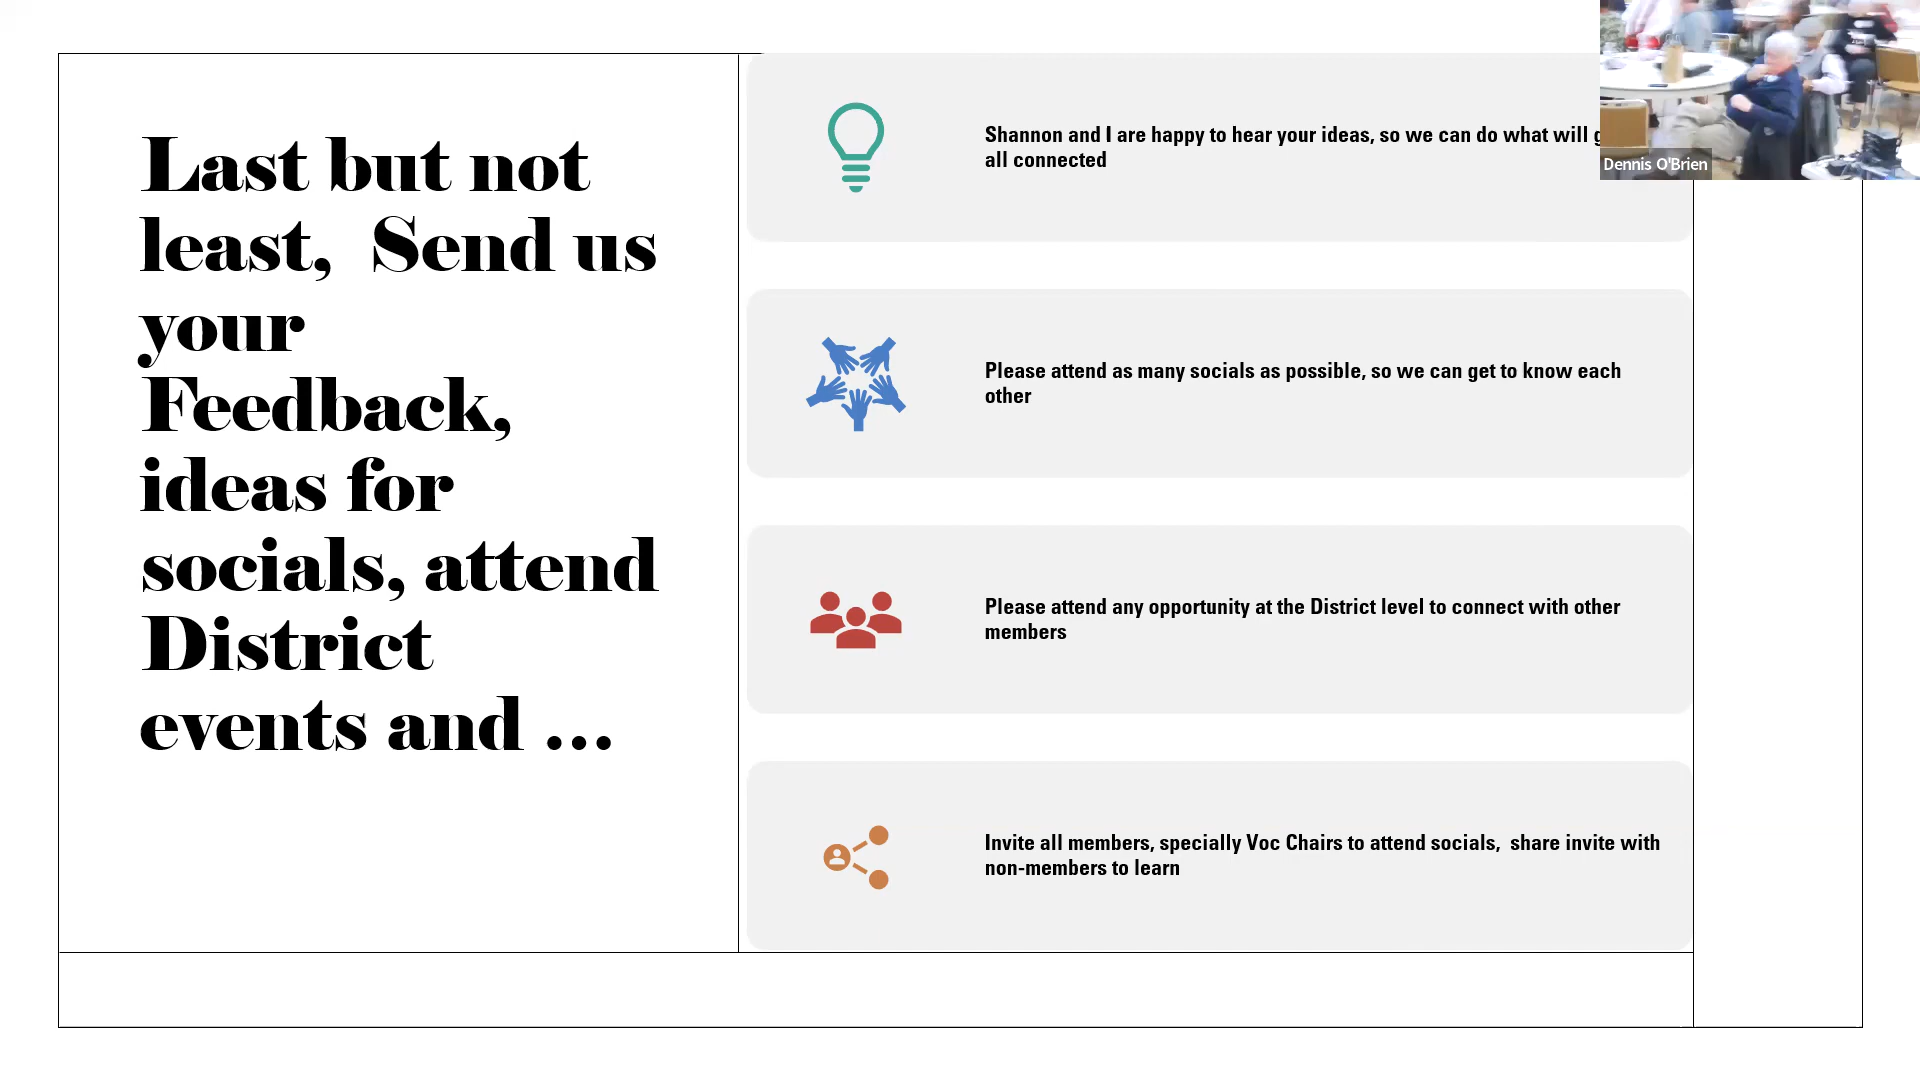 Last but not
least,  Send us
your
Feedback,
ideas for
socials, attend
District
events and ...
Shannon and I are happy to hear your ideas, so we can do what will
all connected
Please attend as many socials as possible, so we can get to know each
other
Please attend any opportunity at the District level to connect with other
members
Invite all members, specially Voc Chairs to attend socials,  share invite with
non-members to learn
Dennis O'Brien